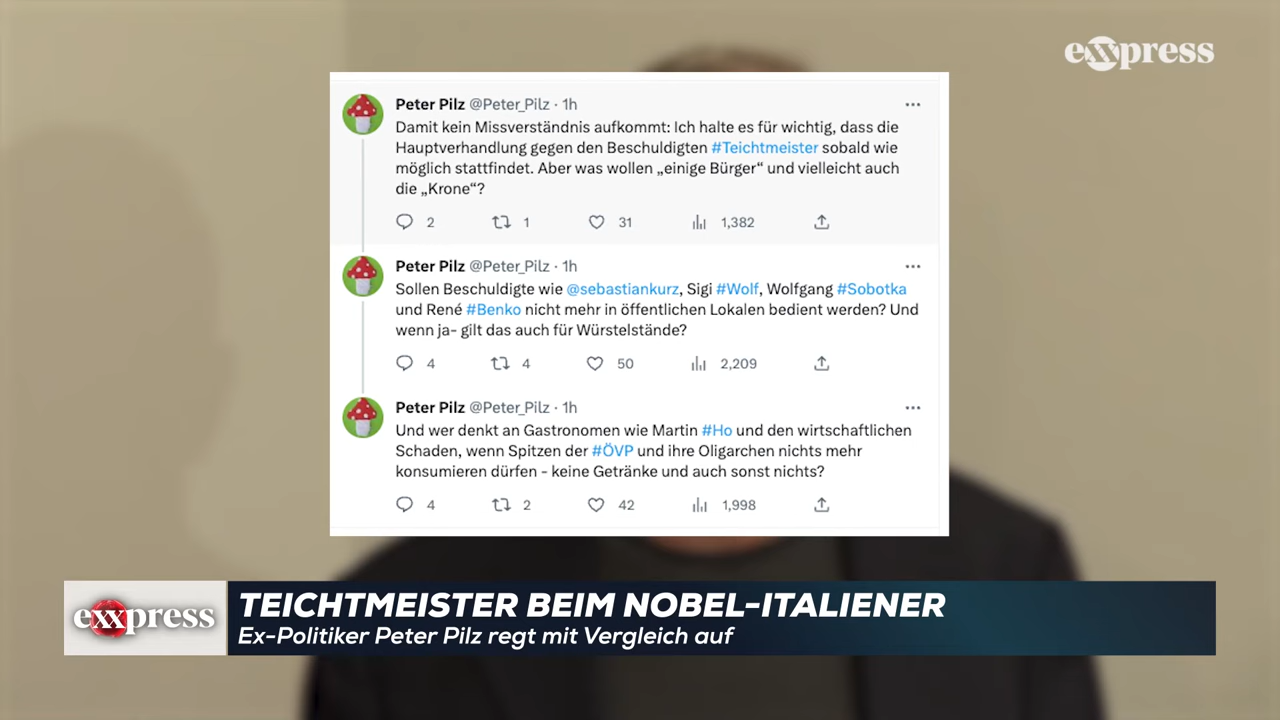 exxpress
Peter Pilz @Peter_Pilz · 1h
Damit kein Missverständnis aufkommt: Ich halte es für wichtig, dass die
Hauptverhandlung gegen den Beschuldigten #Teichtmeister sobald wie
möglich stattfindet. Aber was wollen „einige Bürger“ und vielleicht auch
die „Krone“?
2 1 31 1,382
Peter Pilz @Peter_Pilz · 1h
Sollen Beschuldigte wie @sebastiankurz, Sigi #Wolf, Wolfgang #Sobotka
und René #Benko nicht mehr in öffentlichen Lokalen bedient werden? Und
wenn ja- gilt das auch für Würstelstände?
4 4 50 2,209
Peter Pilz @Peter_Pilz · 1h
Und wer denkt an Gastronomen wie Martin #Ho und den wirtschaftlichen
Schaden, wenn Spitzen der #ÖVP und ihre Oligarchen nichts mehr
konsumieren dürfen - keine Getränke und auch sonst nichts?
4 2 42 1,998
exxpress
TEICHTMEISTER BEIM NOBEL-ITALIENER
Ex-Politiker Peter Pilz regt mit Vergleich auf